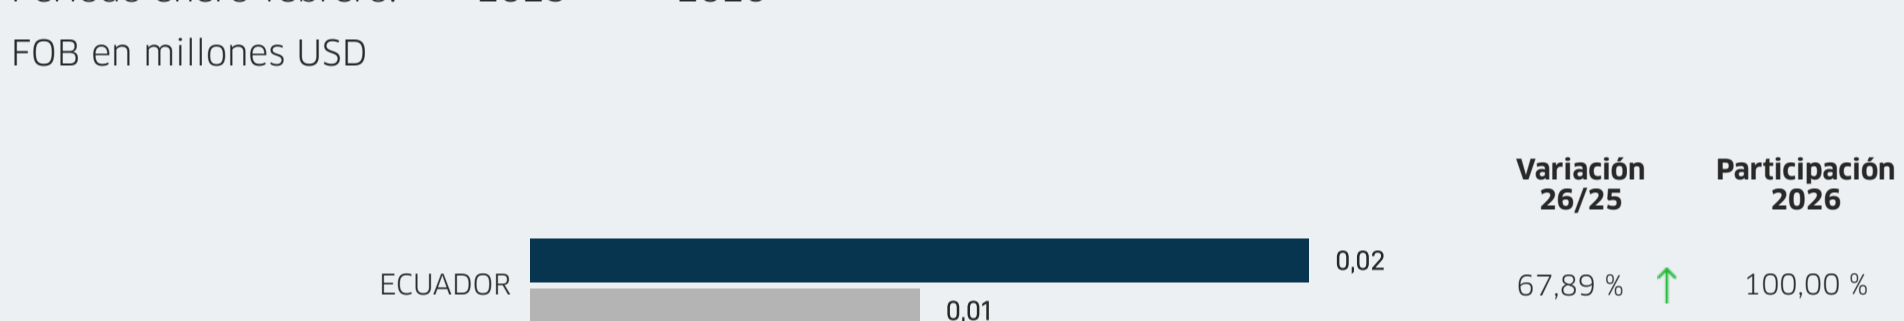 FOB en millones USD
Variación Participación
26/25 2026
0,02
ECUADOR 67,89 % 100,00 %
0,01